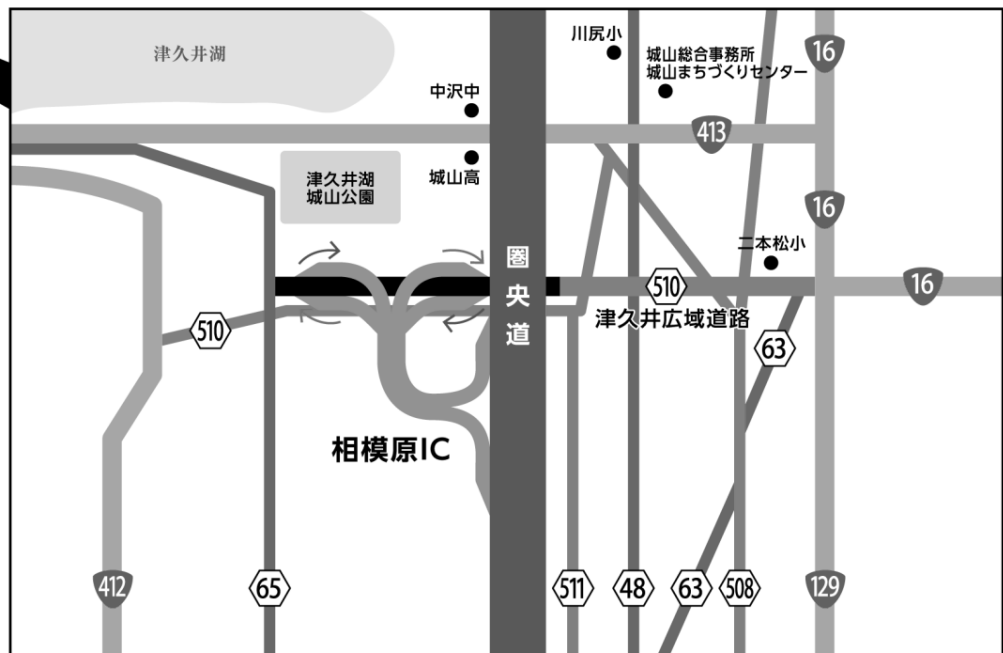 津久井湖
川尻小
城山総合事務所
城山まちづくりセンター
16
中沢中
413
城山高
津久井湖
城山公園
16
二本松小
圏央道
510
16
津久井広域道路
510
63
相模原IC
412
65
511
48
63
508
129